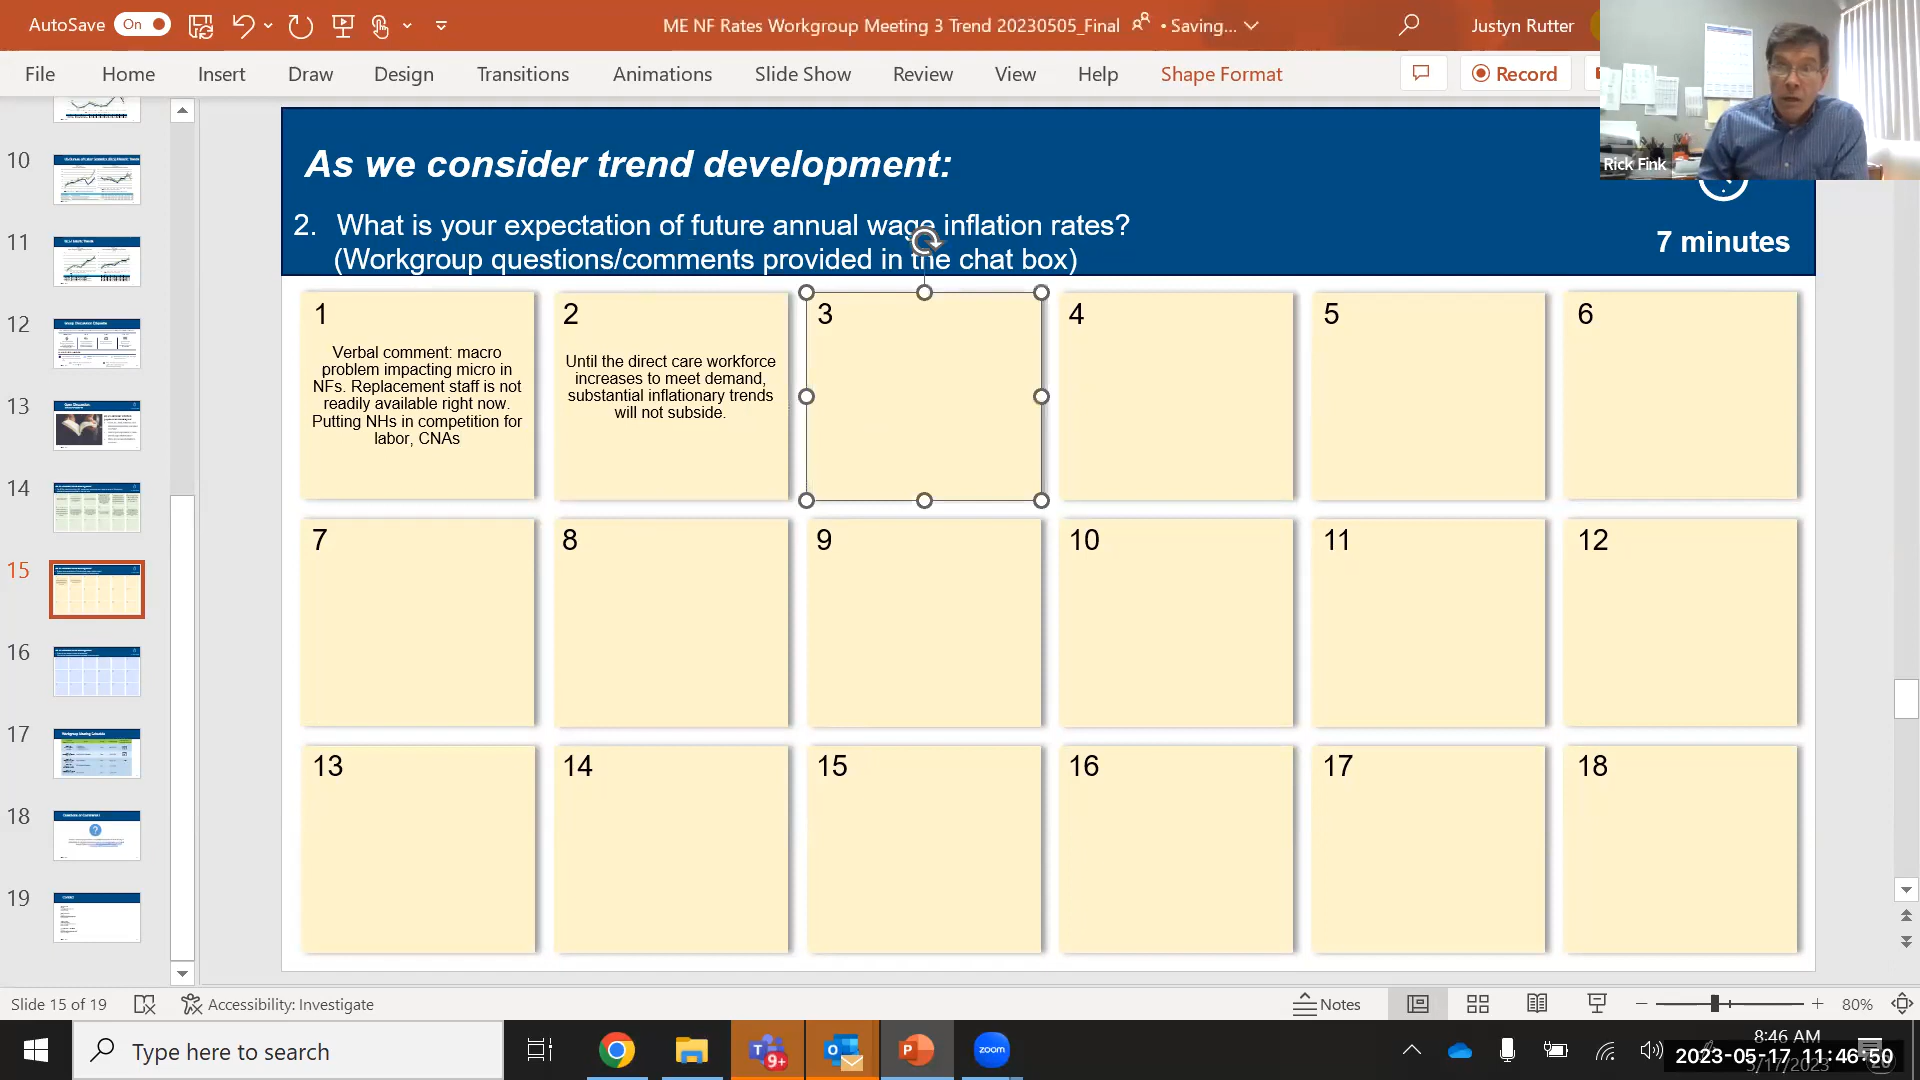 AutoSave On
ME NF Rates Workgroup Meeting 3 Trend 20230505_Final • Saving...
Justyn Rutter
File Home Insert Draw Design Transitions Animations Slide Show Review View Help Shape Format
Record
Rick Fink
As we consider trend development:
2. What is your expectation of future annual wage inflation rates?
(Workgroup questions/comments provided in the chat box)
7 minutes
1
Verbal comment: macro
problem impacting micro in
NFs. Replacement staff is not
readily available right now.
Putting NHs in competition for
labor, CNAs
2
Until the direct care workforce
increases to meet demand,
substantial inflationary trends
will not subside.
3
4
5
6
7
8
9
10
11
12
13
14
15
16
17
18
10
11
12
13
14
15
16
17
18
19
Slide 15 of 19
Accessibility: Investigate
Notes
80%
Type here to search
9+
zoom
8:46 AM
2023-05-17 11:46:50
5/17/2023
20